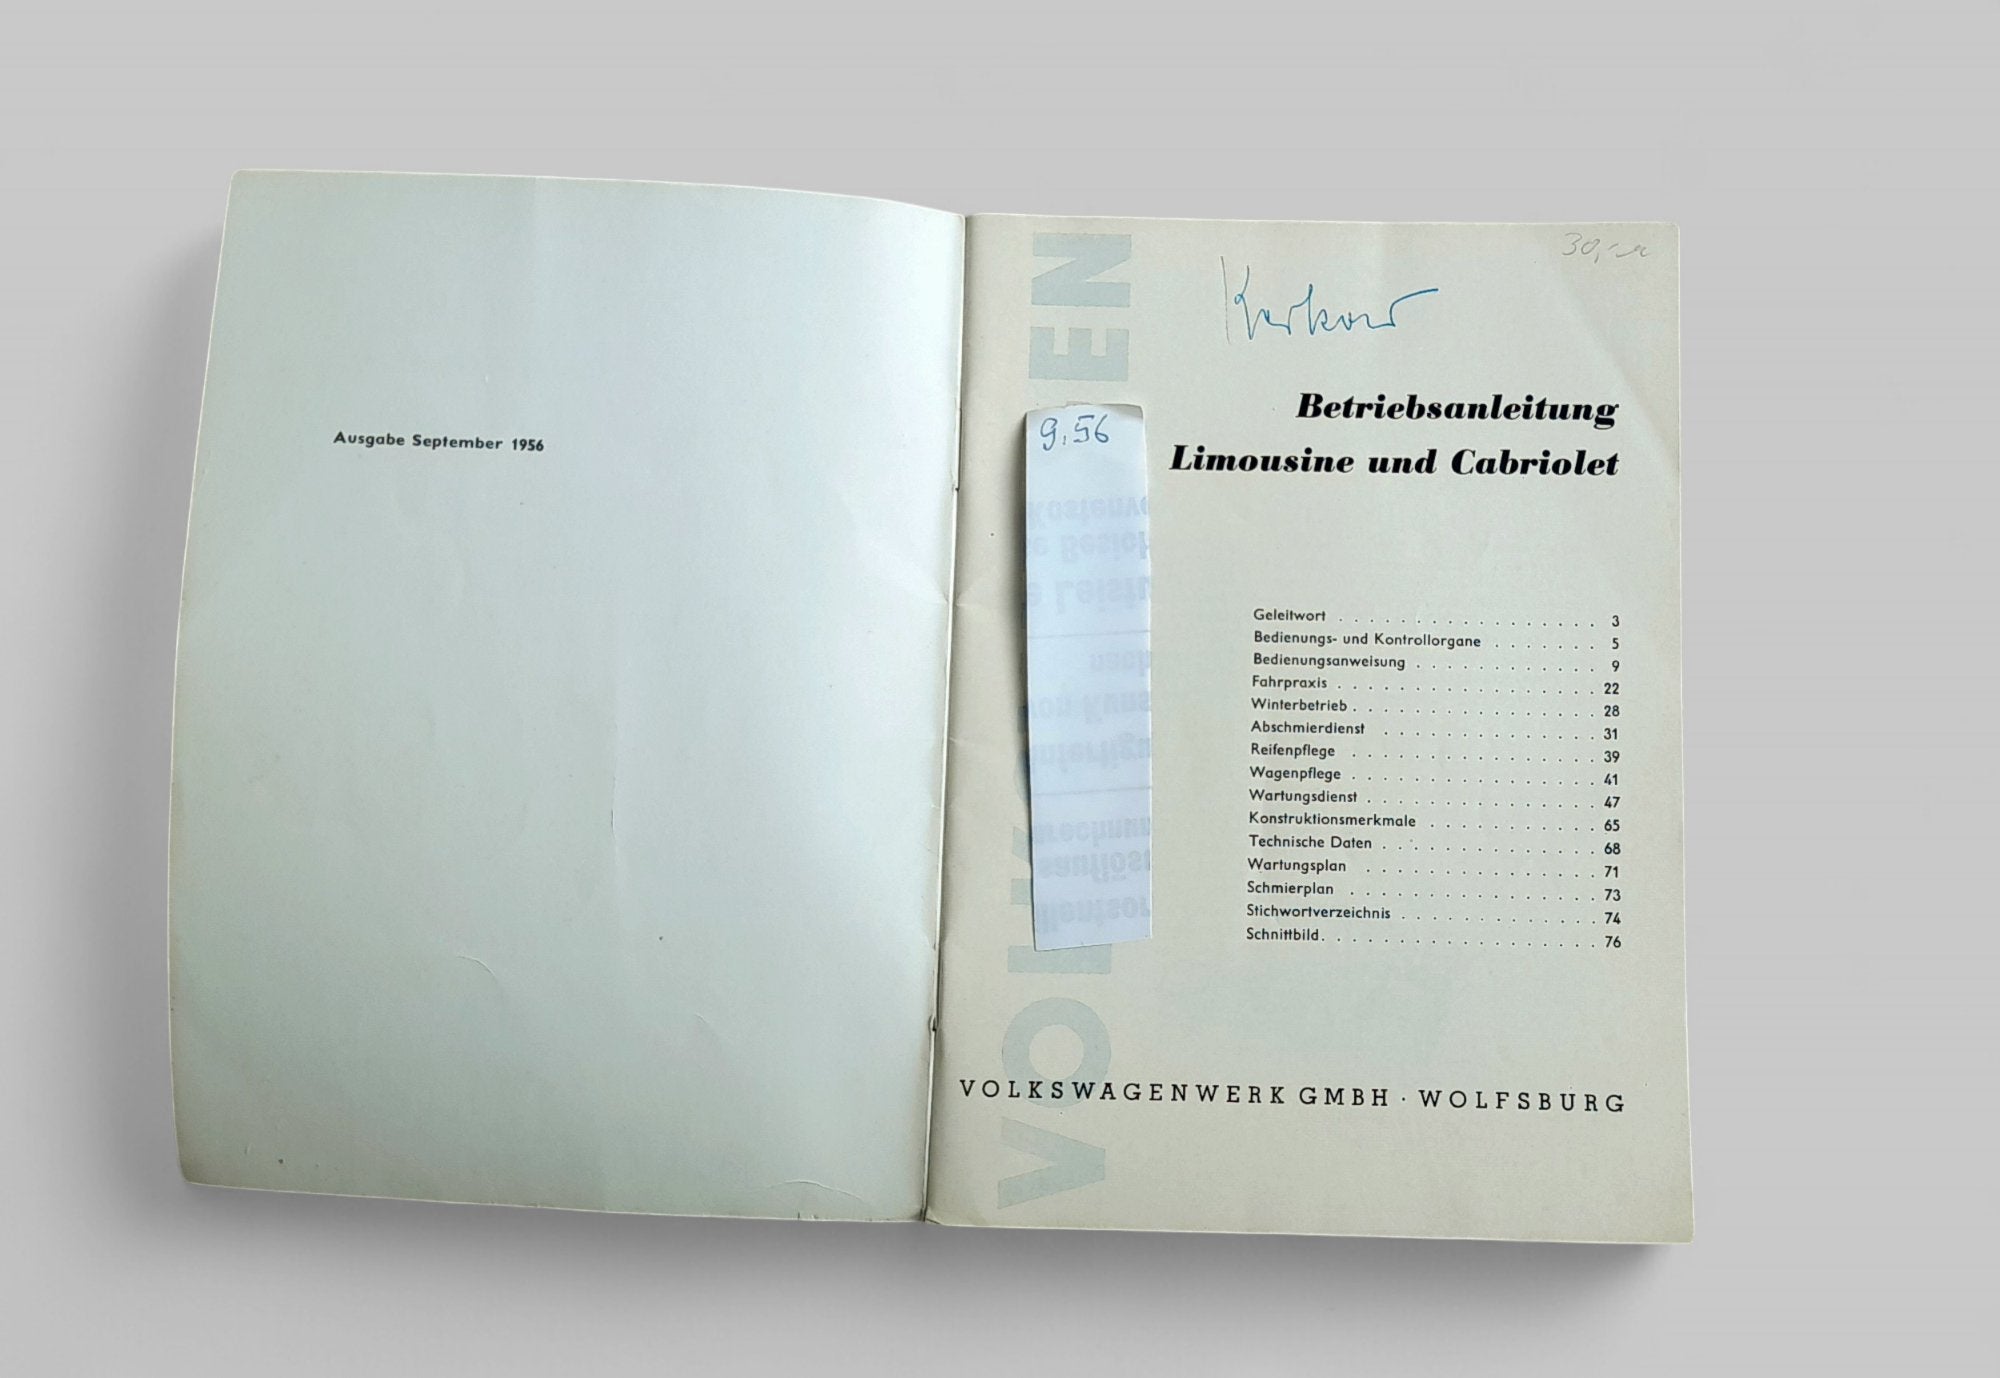 Ausgabe September 1956
30,-
Kerkow
Betriebsanleitung
Limousine und Cabriolet
9.56
Geleitwort . . . . . . . . . . . . . . . . . 3
Bedienungs- und Kontrollorgane . . . . . . . 5
Bedienungsanweisung . . . . . . . . . . . . 9
Fahrpraxis . . . . . . . . . . . . . . . . . 22
Winterbetrieb . . . . . . . . . . . . . . . . 28
Abschmierdienst . . . . . . . . . . . . . . 31
Reifenpflege . . . . . . . . . . . . . . . . 39
Wagenpflege . . . . . . . . . . . . . . . . 41
Wartungsdienst . . . . . . . . . . . . . . . 47
Konstruktionsmerkmale . . . . . . . . . . . 65
Technische Daten . . . . . . . . . . . . . . 68
Wartungsplan . . . . . . . . . . . . . . . 71
Schmierplan . . . . . . . . . . . . . . . . 73
Stichwortverzeichnis . . . . . . . . . . . . . 74
Schnittbild . . . . . . . . . . . . . . . . . . 76
VOLKSWAGENWERK GMBH · WOLFSBURG